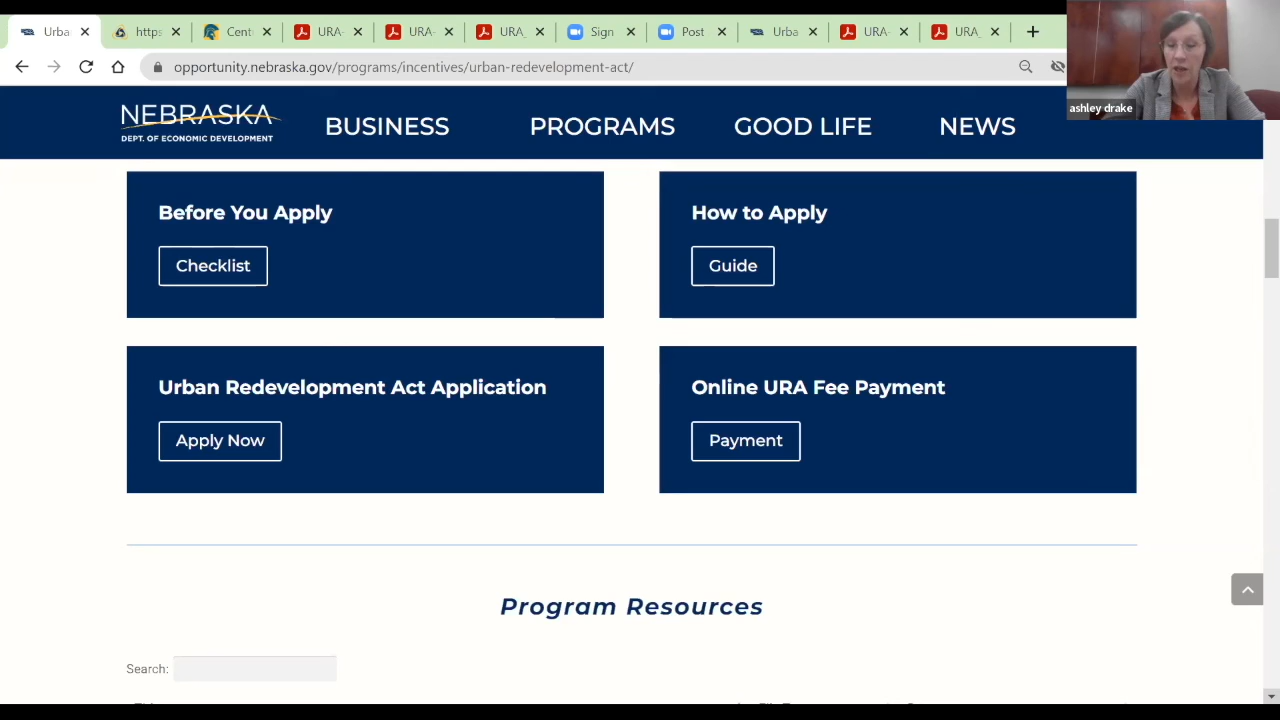 Urba
https
Cent
URA-
URA-
URA_
Sign
Post
Urba
URA-
URA_
opportunity.nebraska.gov/programs/incentives/urban-redevelopment-act/
ashley drake
NEBRASKA
DEPT. OF ECONOMIC DEVELOPMENT
BUSINESS
PROGRAMS
GOOD LIFE
NEWS
Before You Apply
Checklist
How to Apply
Guide
Urban Redevelopment Act Application
Apply Now
Online URA Fee Payment
Payment
Program Resources
Search: